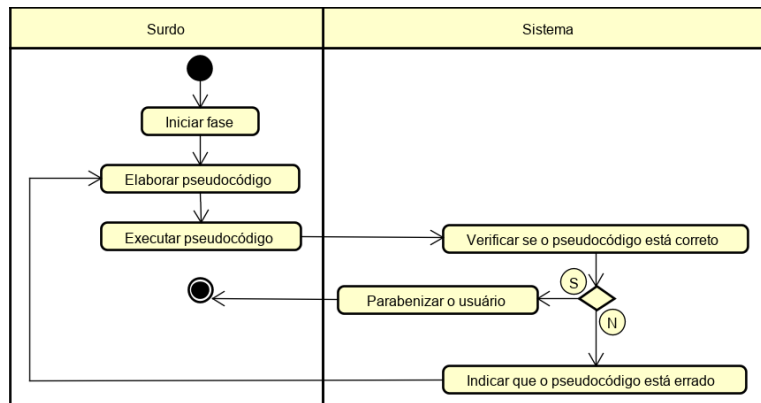 Surdo
Sistema
Iniciar fase
Elaborar pseudocódigo
Executar pseudocódigo
Verificar se o pseudocódigo está correto
S
Parabenizar o usuário
N
Indicar que o pseudocódigo está errado